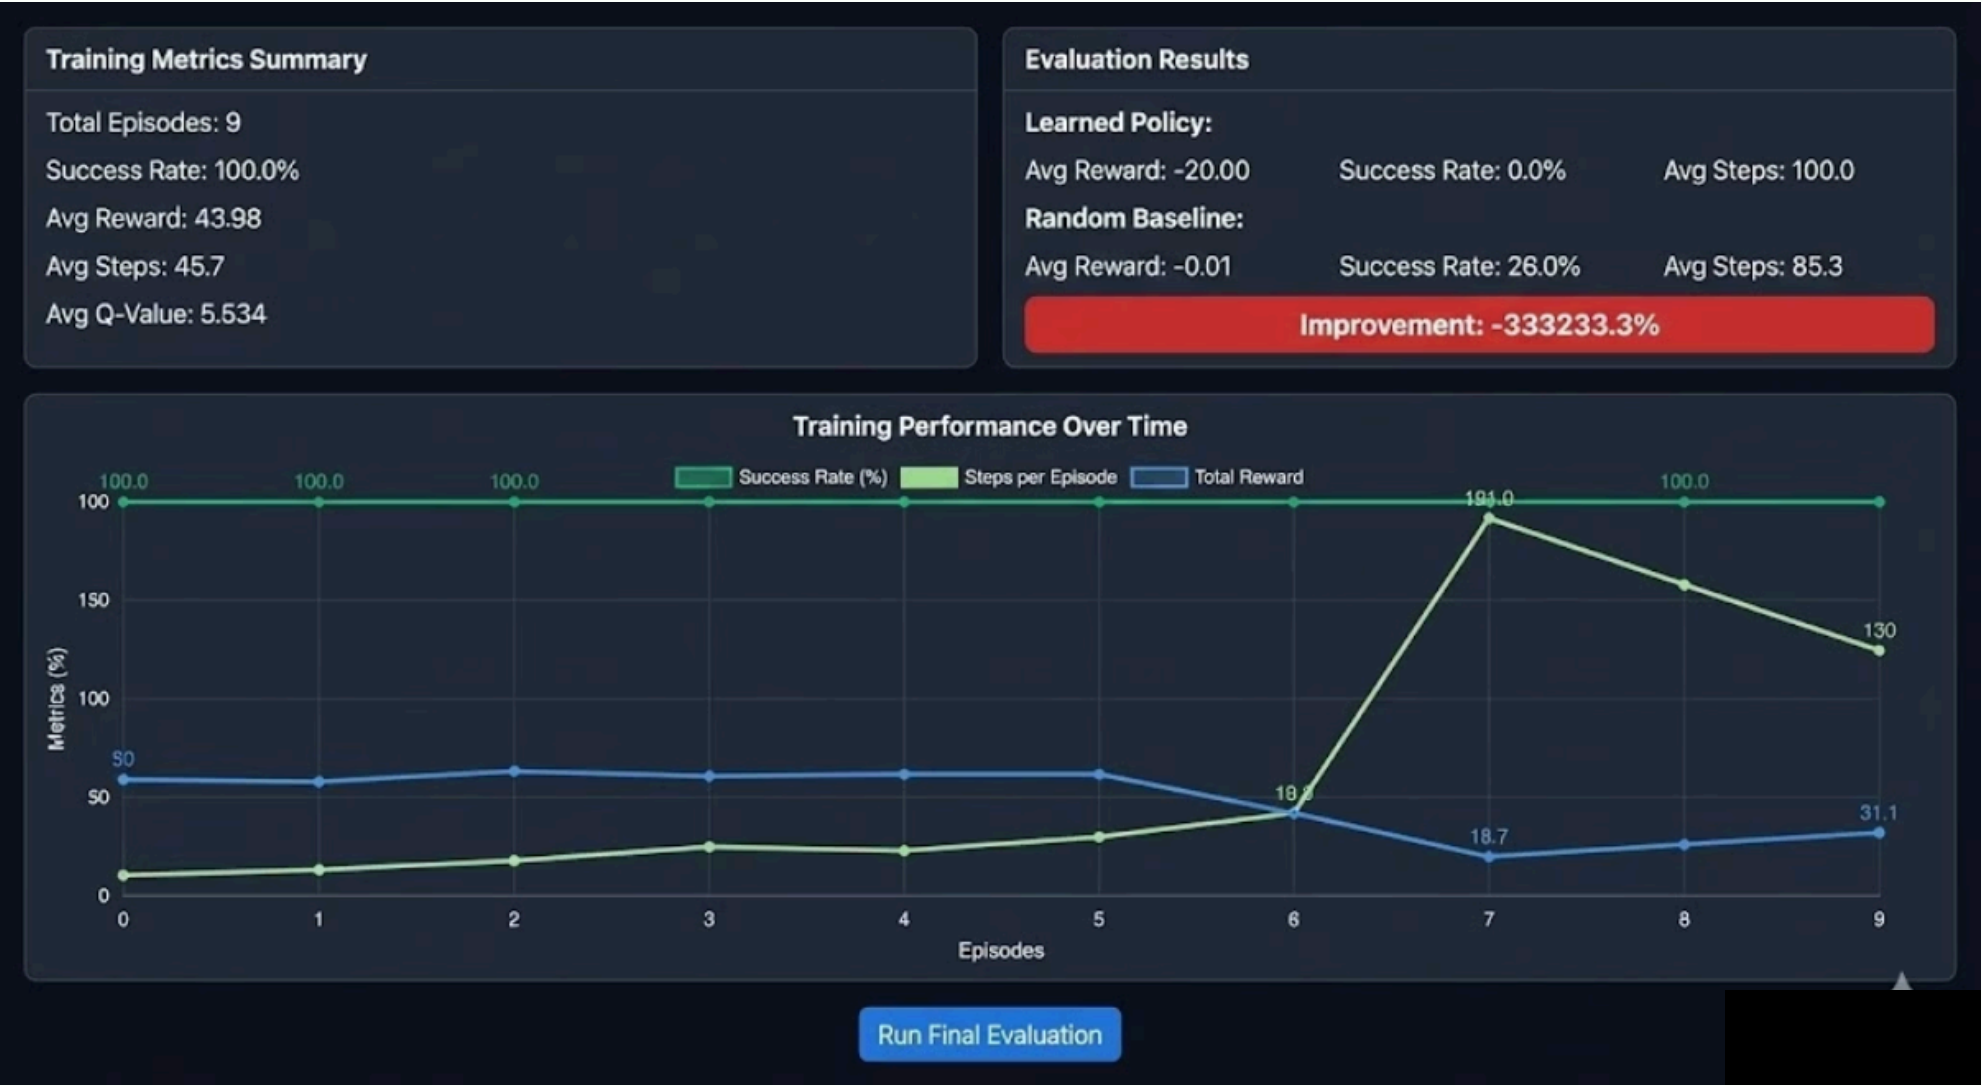 Training Metrics Summary
Total Episodes: 9
Success Rate: 100.0%
Avg Reward: 43.98
Avg Steps: 45.7
Avg Q-Value: 5.534
Evaluation Results
Learned Policy:
Avg Reward: -20.00 Success Rate: 0.0% Avg Steps: 100.0
Random Baseline:
Avg Reward: -0.01 Success Rate: 26.0% Avg Steps: 85.3
Improvement: -333233.3%
Training Performance Over Time
Success Rate (%) Steps per Episode Total Reward
100.0 100.0 100.0 100.0
191.0
100
150
100
50
0
Metrics (%)
130
50
18.7
31.1
0 1 2 3 4 5 6 7 8 9
Episodes
Run Final Evaluation